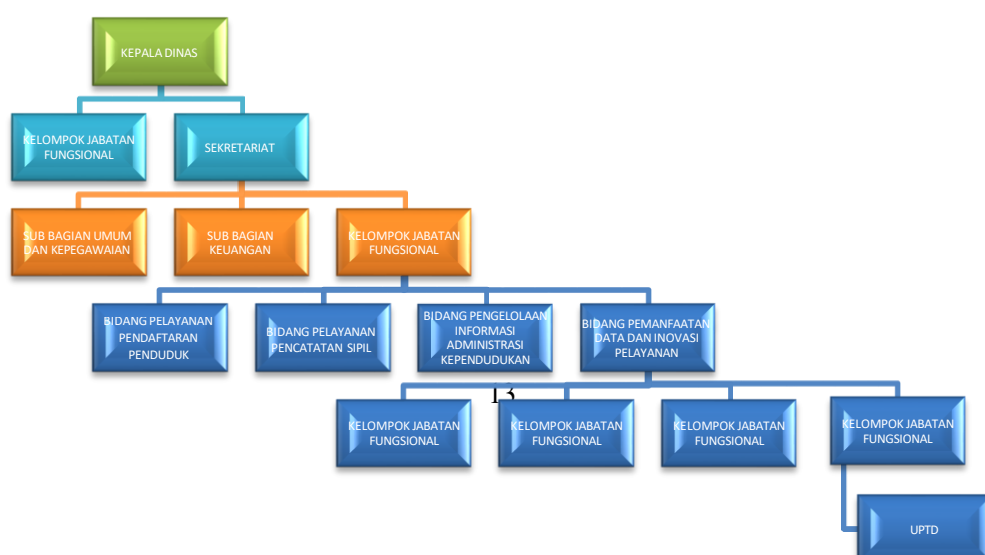 KEPALA DINAS
KELOMPOK JABATAN
FUNGSIONAL
SEKRETARIAT
SUB BAGIAN UMUM
DAN KEPEGAWAIAN
SUB BAGIAN
KEUANGAN
KELOMPOK JABATAN
FUNGSIONAL
BIDANG PELAYANAN
PENDAFTARAN
PENDUDUK
BIDANG PELAYANAN
PENCATATAN SIPIL
BIDANG PENGELOLAAN
INFORMASI
ADMINISTRASI
KEPENDUDUKAN
BIDANG PEMANFAATAN
DATA DAN INOVASI
PELAYANAN
13
KELOMPOK JABATAN
FUNGSIONAL
KELOMPOK JABATAN
FUNGSIONAL
KELOMPOK JABATAN
FUNGSIONAL
KELOMPOK JABATAN
FUNGSIONAL
UPTD